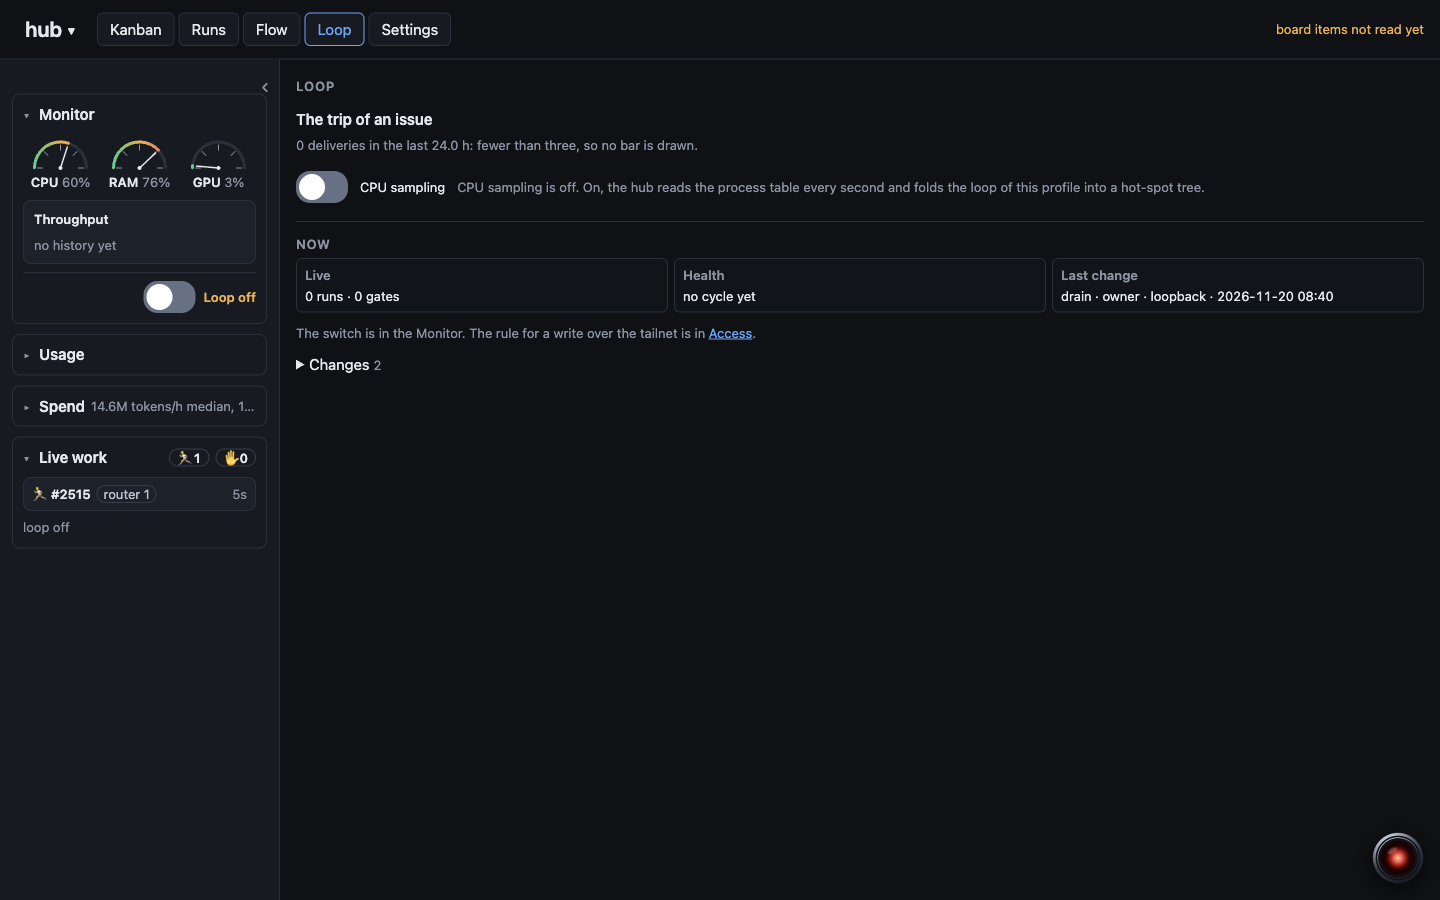 hub ▾
Kanban
Runs
Flow
Loop
Settings
board items not read yet
Monitor
CPU 60%
RAM 76%
GPU 3%
Throughput
no history yet
Loop off
Usage
Spend 14.6M tokens/h median, 1...
Live work 1 0
#2515 router 1 5s
loop off
LOOP
The trip of an issue
0 deliveries in the last 24.0 h: fewer than three, so no bar is drawn.
CPU sampling CPU sampling is off. On, the hub reads the process table every second and folds the loop of this profile into a hot-spot tree.
NOW
Live
0 runs · 0 gates
Health
no cycle yet
Last change
drain · owner · loopback · 2026-11-20 08:40
The switch is in the Monitor. The rule for a write over the tailnet is in Access.
Changes 2